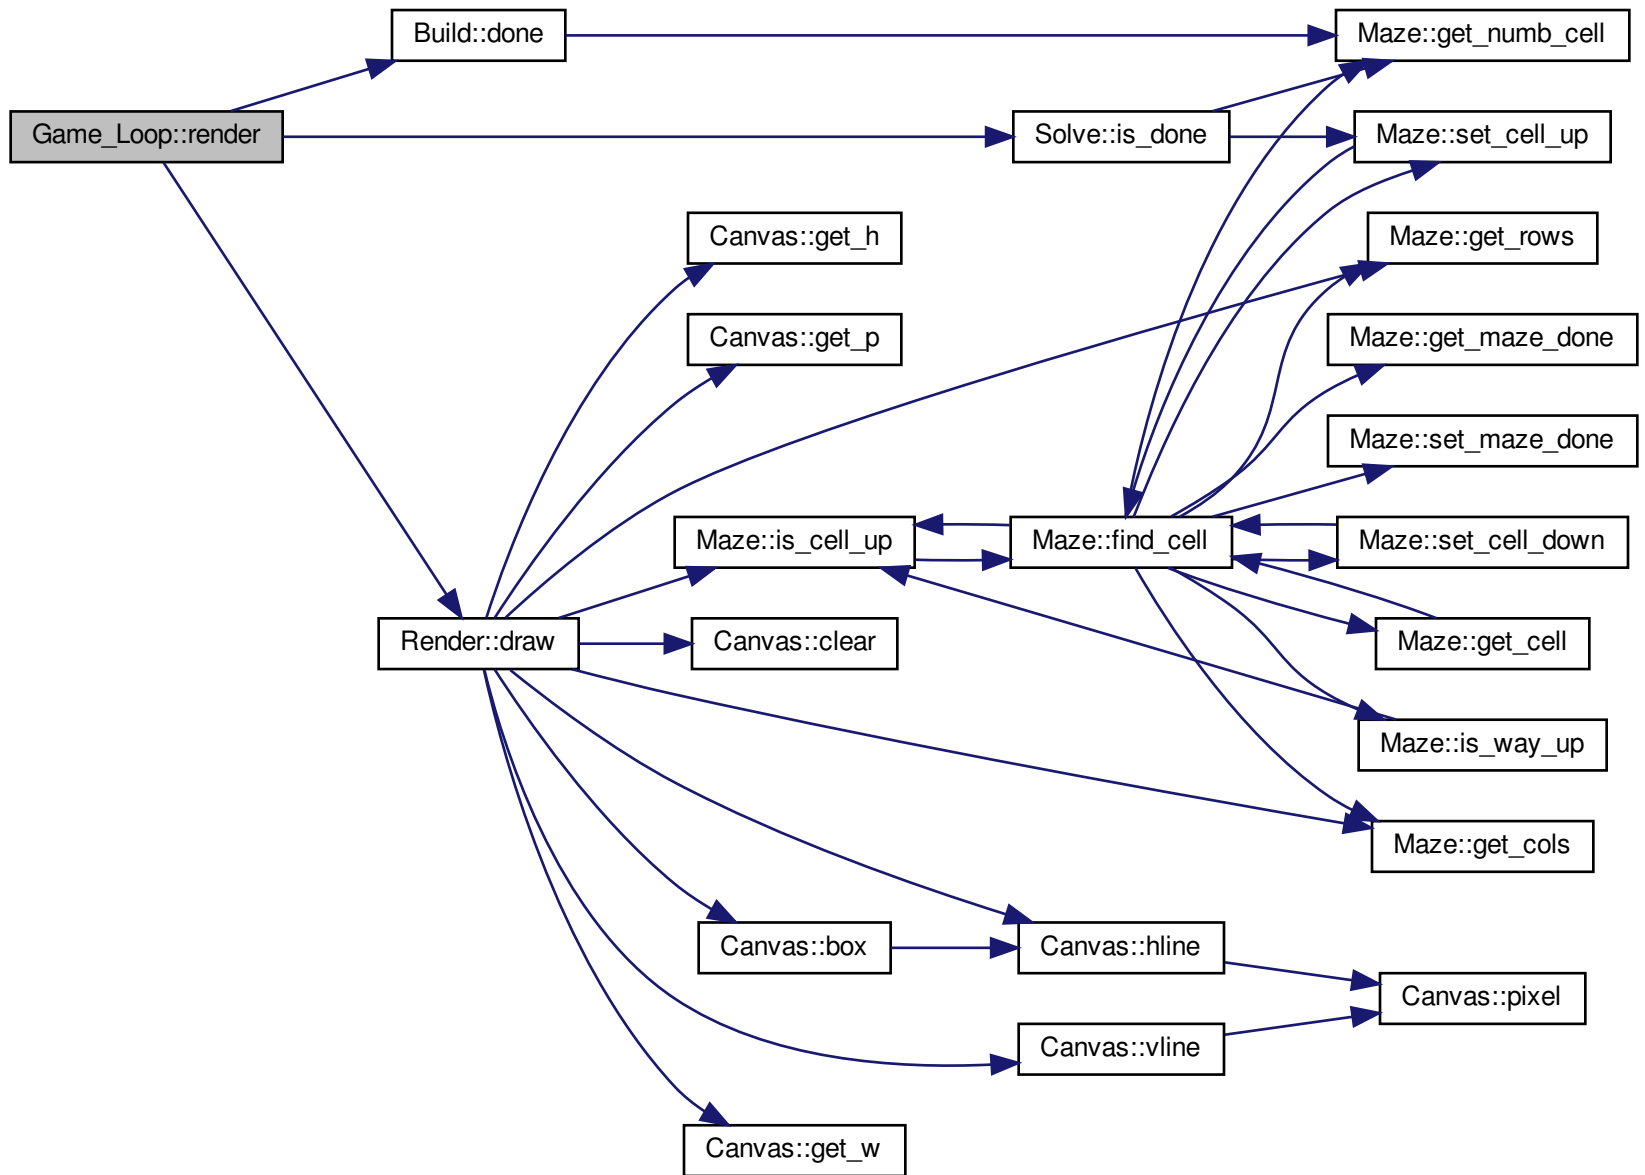 Build::done
Maze::get_numb_cell
Game_Loop::render
Solve::is_done
Maze::set_cell_up
Canvas::get_h
Maze::get_rows
Canvas::get_p
Maze::get_maze_done
Maze::set_maze_done
Maze::is_cell_up
Maze::find_cell
Maze::set_cell_down
Render::draw
Canvas::clear
Maze::get_cell
Maze::is_way_up
Maze::get_cols
Canvas::box
Canvas::hline
Canvas::pixel
Canvas::vline
Canvas::get_w